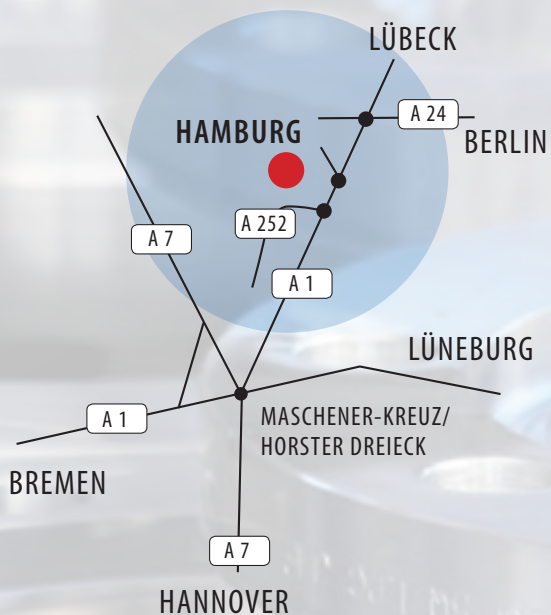 LÜBECK
A 24
HAMBURG
BERLIN
A 252
A 7
A 1
LÜNEBURG
A 1
MASCHENER-KREUZ/
HORSTER DREIECK
BREMEN
A 7
HANNOVER